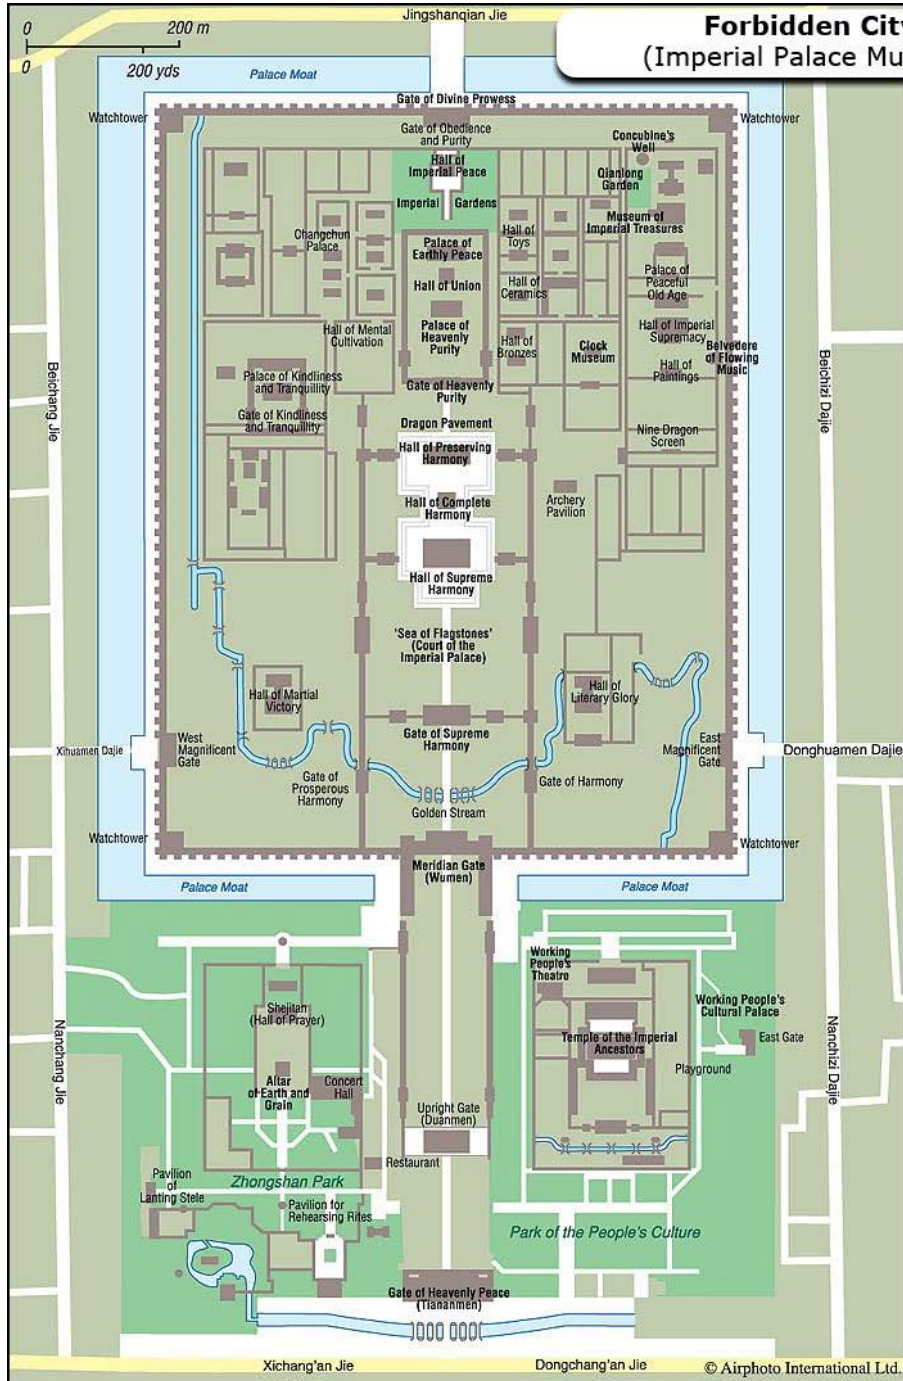 Jingshanqian Jie
0
200 m
0
200 yds
Forbidden City
(Imperial Palace Mu
Palace Moat
Gate of Divine Prowess
Watchtower
Watchtower
Gate of Obedience
and Purity
Concubine's
Well
Hall of
Imperial Peace
Qianlong
Garden
Imperial
Gardens
Museum of
Imperial Treasures
Changchun
Palace
Hall of
Toys
Palace of
Earthly Peace
Hall of Union
Hall of
Ceramics
Palace of
Peaceful
Old Age
Hall of Mental
Cultivation
Palace of
Heavenly
Purity
Hall of
Bronzes
Clock
Museum
Hall of Imperial
Supremacy
Belvedere
of Flowing
Music
Hall of
Paintings
Beichang Jie
Beichizi Dajie
Palace of Kindliness
and Tranquillity
Gate of Heavenly
Purity
Gate of Kindliness
and Tranquillity
Dragon Pavement
Nine Dragon
Screen
Hall of Preserving
Harmony
Hall of Complete
Harmony
Archery
Pavilion
Hall of Supreme
Harmony
'Sea of Flagstones'
(Court of the
Imperial Palace)
Hall of Martial
Victory
Hall of
Literary Glory
Gate of Supreme
Harmony
Xihuamen Dajie
West
Magnificent
Gate
East
Magnificent
Gate
Donghuamen Dajie
Gate of
Prosperous
Harmony
Gate of Harmony
Golden Stream
Watchtower
Watchtower
Meridian Gate
(Wumen)
Palace Moat
Palace Moat
Working
People's
Theatre
Working People's
Cultural Palace
Shejitan
(Hall of Prayer)
Temple of the Imperial
Ancestors
East Gate
Playground
Nanchang Jie
Nanchizi Dajie
Altar
of Earth and
Grain
Concert
Hall
Upright Gate
(Duanmen)
Restaurant
Pavilion
of
Lanting Stele
Zhongshan Park
Pavilion for
Rehearsing Rites
Park of the People's Culture
Gate of Heavenly Peace
(Tiananmen)
Xichang'an Jie
Dongchang'an Jie
© Airphoto International Ltd.